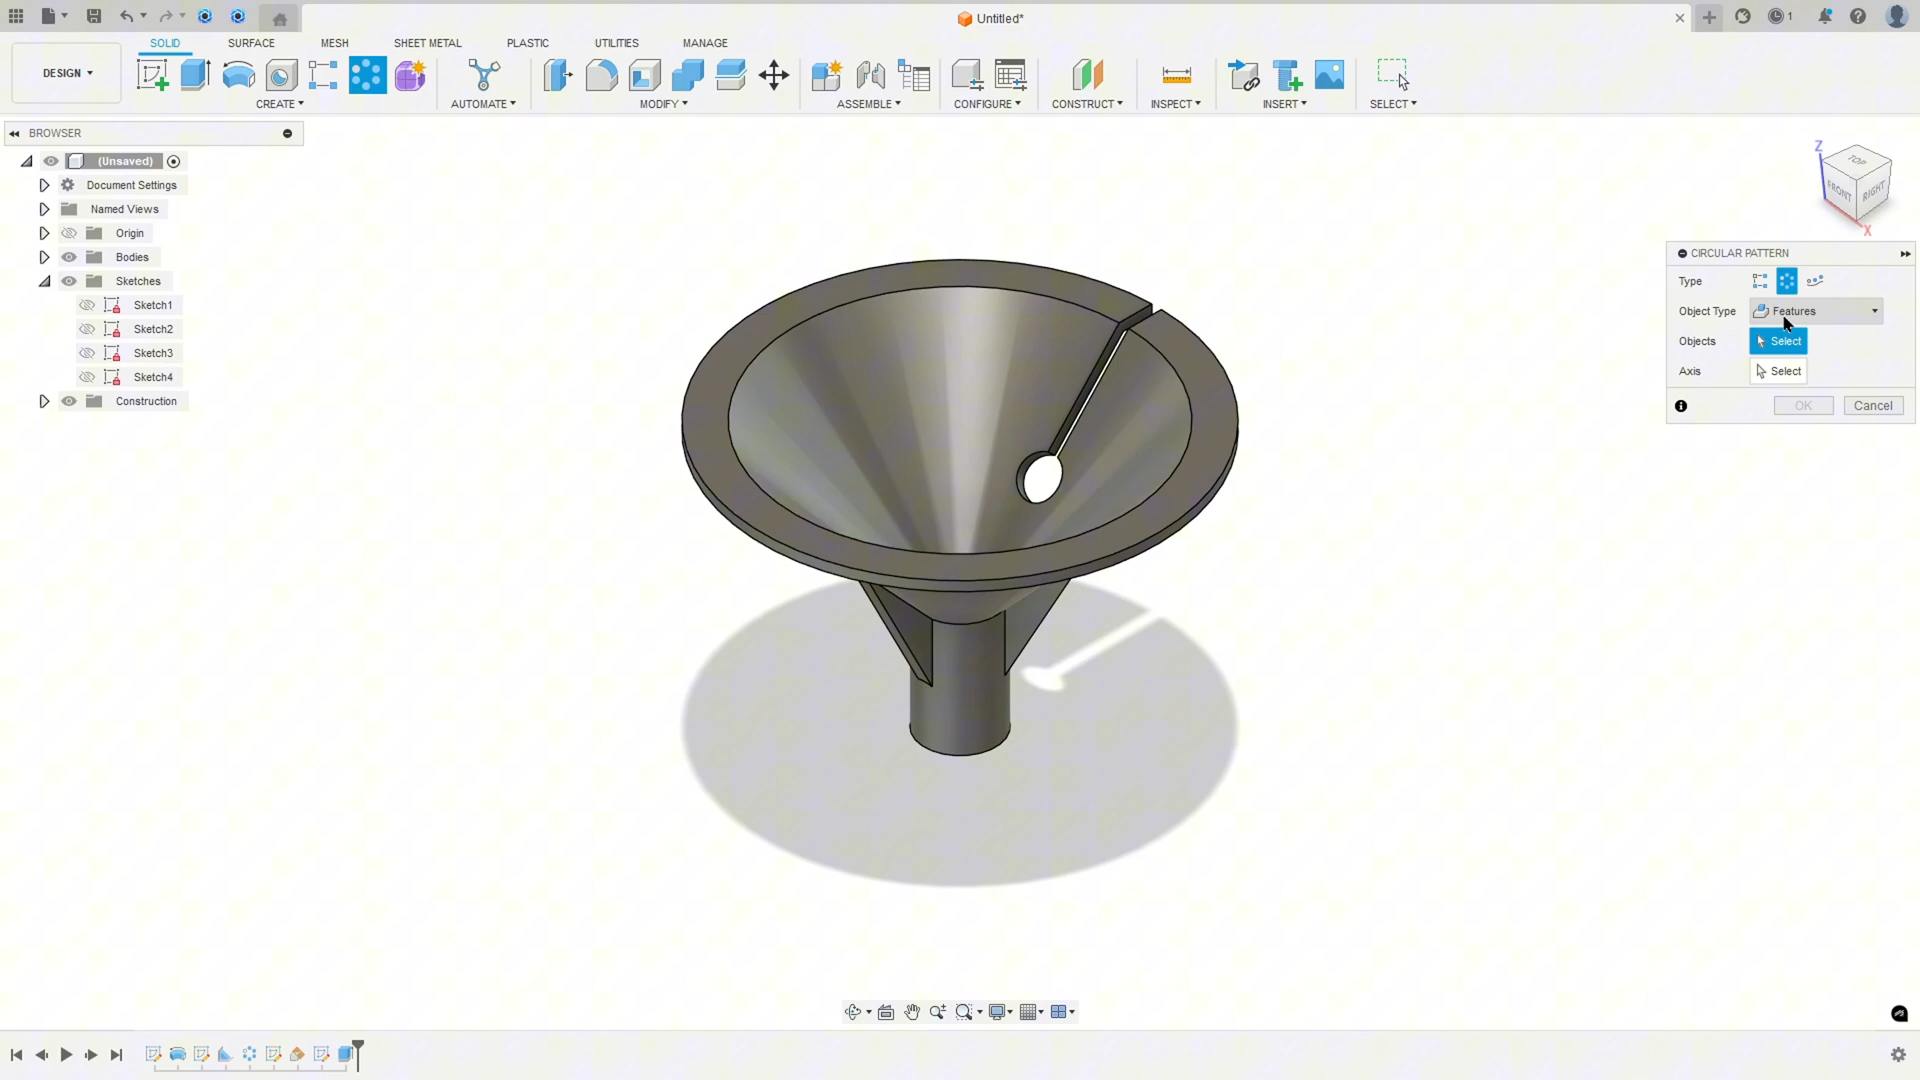 Untitled*
1
DESIGN
SOLID
SURFACE
MESH
SHEET METAL
PLASTIC
UTILITIES
MANAGE
CREATE
AUTOMATE
MODIFY
ASSEMBLE
CONFIGURE
CONSTRUCT
INSPECT
INSERT
SELECT
BROWSER
(Unsaved)
Document Settings
Named Views
Origin
Bodies
Sketches
Sketch1
Sketch2
Sketch3
Sketch4
Construction
Z
TOP
FRONT
RIGHT
X
CIRCULAR PATTERN
Type
Object Type
Features
Objects
Select
Axis
Select
OK
Cancel